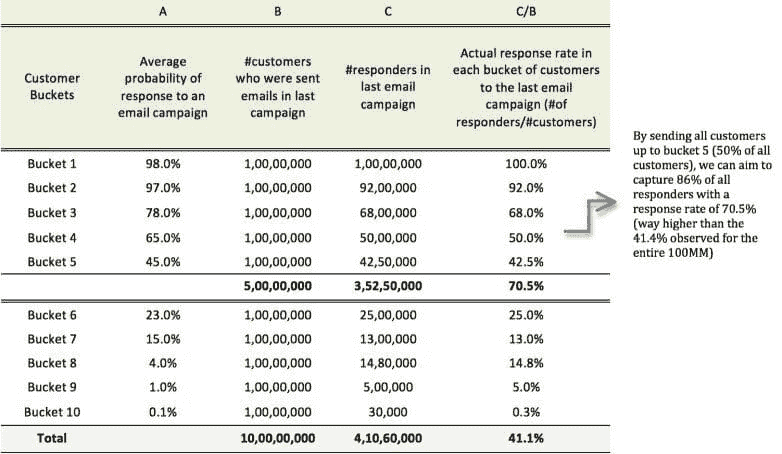 A B C C/B
Customer Buckets Average probability of response to an email campaign #customers who were sent emails in last campaign #responders in last email campaign Actual response rate in each bucket of customers to the last email campaign (#of responders/#customers)
Bucket 1 98.0% 1,00,00,000 1,00,00,000 100.0%
Bucket 2 97.0% 1,00,00,000 92,00,000 92.0%
Bucket 3 78.0% 1,00,00,000 68,00,000 68.0%
Bucket 4 65.0% 1,00,00,000 50,00,000 50.0%
Bucket 5 45.0% 1,00,00,000 42,50,000 42.5%
5,00,00,000 3,52,50,000 70.5%
Bucket 6 23.0% 1,00,00,000 25,00,000 25.0%
Bucket 7 15.0% 1,00,00,000 13,00,000 13.0%
Bucket 8 4.0% 1,00,00,000 14,80,000 14.8%
Bucket 9 1.0% 1,00,00,000 5,00,000 5.0%
Bucket 10 0.1% 1,00,00,000 30,000 0.3%
Total 10,00,00,000 4,10,60,000 41.1%
By sending all customers
up to bucket 5 (50% of all
customers), we can aim to
capture 86% of all
responders with a
response rate of 70.5%
(way higher than the
41.4% observed for the
entire 100MM)